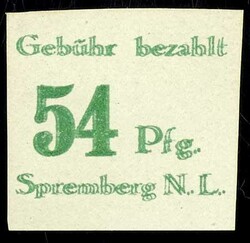 Gebühr bezahlt
54 Pfg.
Spremberg N. L.